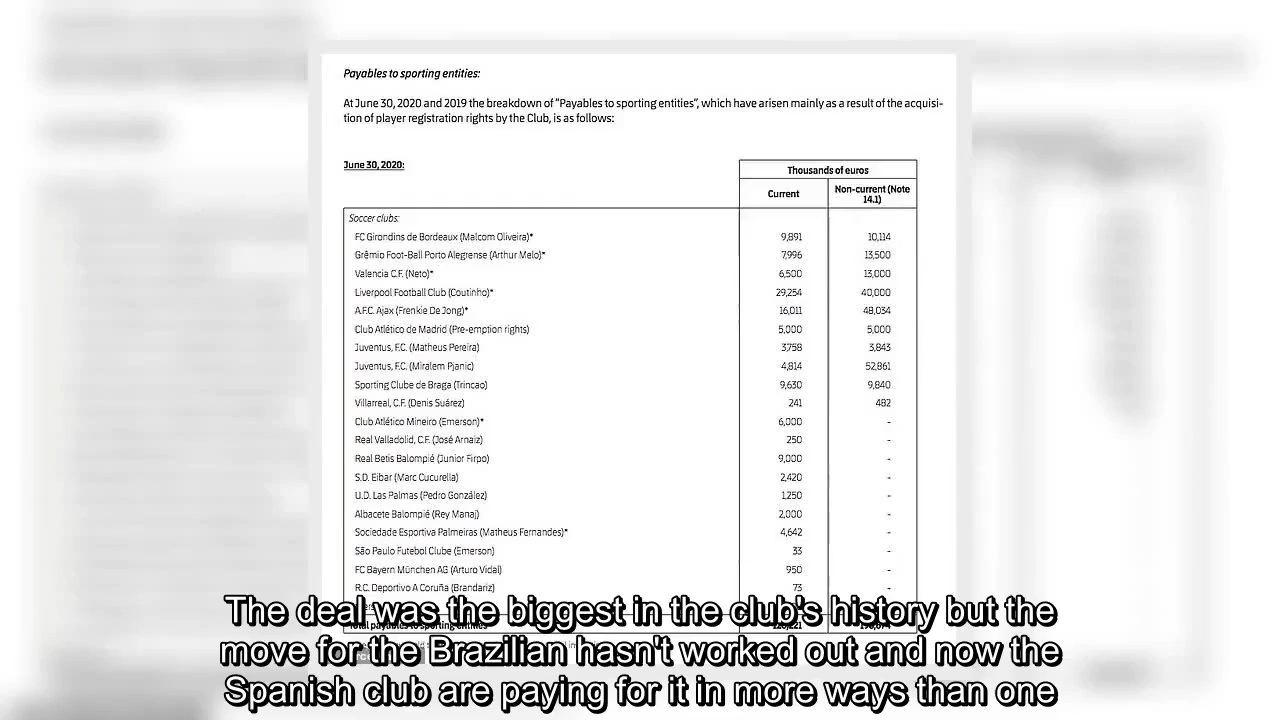 Payables to sporting entities:
At June 30, 2020 and 2019 the breakdown of "Payables to sporting entities", which have arisen mainly as a result of the acquisi-
tion of player registration rights by the Club, is as follows:
June 30, 2020:
Thousands of euros
Current Non-current (Note 14.1)
Soccer clubs:
FC Girondins de Bordeaux (Malcom Oliveira)* 9,891 10,114
Grêmio Foot-Ball Porto Alegrense (Arthur Melo)* 7,996 13,500
Valencia C.F. (Neto)* 6,500 13,000
Liverpool Football Club (Coutinho)* 29,254 40,000
A.F.C. Ajax (Frenkie De Jong)* 16,011 48,034
Club Atlético de Madrid (Pre-emption rights) 5,000 5,000
Juventus, F.C. (Matheus Pereira) 3,758 3,843
Juventus, F.C. (Miralem Pjanic) 4,814 52,861
Sporting Clube de Braga (Trincao) 9,630 9,840
Villarreal, C.F. (Denis Suárez) 241 482
Club Atlético Mineiro (Emerson)* 6,000 -
Real Valladolid, C.F. (José Arnaiz) 250 -
Real Betis Balompié (Junior Firpo) 9,000 -
S.D. Eibar (Marc Cucurella) 2,420 -
U.D. Las Palmas (Pedro González) 1,250 -
Albacete Balompié (Rey Manaj) 2,000 -
Sociedade Esportiva Palmeiras (Matheus Fernandes)* 4,642 -
São Paulo Futebol Clube (Emerson) 33 -
FC Bayern München AG (Arturo Vidal) 950 -
R.C. Deportivo A Coruña (Brandariz) 73 -
Total payables to sporting entities
The deal was the biggest in the club's history but the
move for the Brazilian hasn't worked out and now the
Spanish club are paying for it in more ways than one